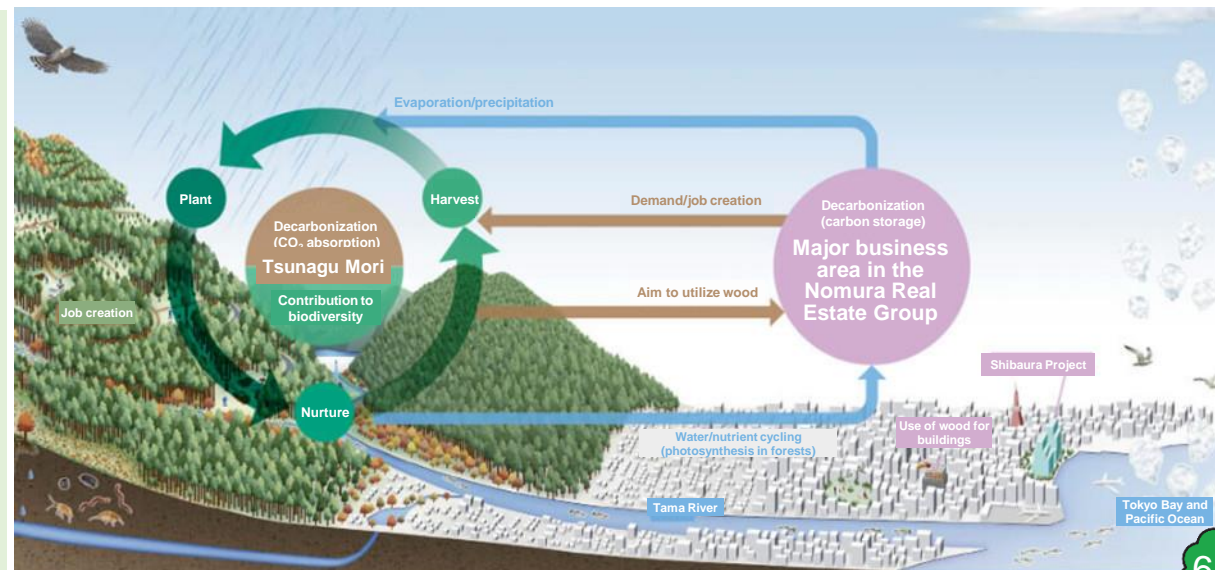 Evaporation/precipitation
Plant
Harvest
Demand/job creation
Decarbonization
(CO₂ absorption)
Tsunagu Mori
Contribution to
biodiversity
Decarbonization
(carbon storage)
Major business
area in the
Nomura Real
Estate Group
Aim to utilize wood
Job creation
Nurture
Shibaura Project
Use of wood for
buildings
Water/nutrient cycling
(photosynthesis in forests)
Tama River
Tokyo Bay and
Pacific Ocean
6